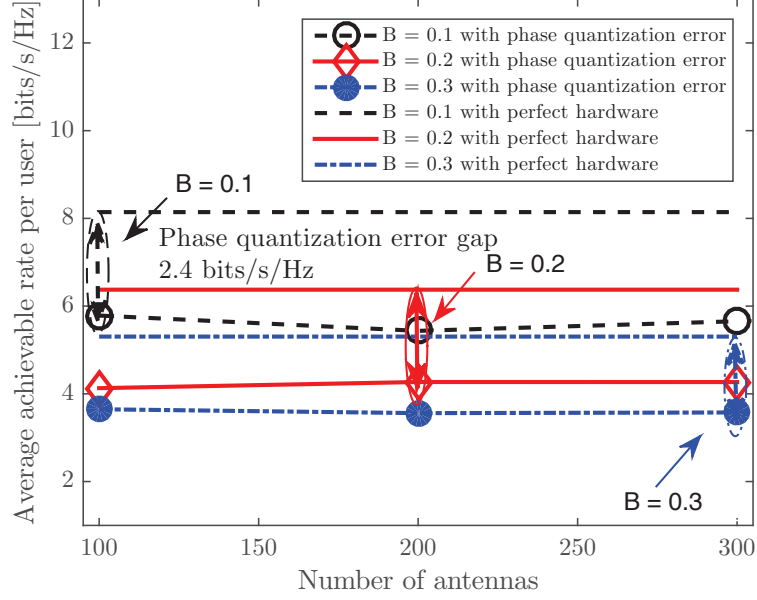 Average achievable rate per user [bits/s/Hz]
12
10
8
6
4
2
B = 0.1 with phase quantization error
B = 0.2 with phase quantization error
B = 0.3 with phase quantization error
B = 0.1 with perfect hardware
B = 0.2 with perfect hardware
B = 0.3 with perfect hardware
B = 0.1
Phase quantization error gap
2.4 bits/s/Hz
B = 0.2
B = 0.3
100
150
200
250
300
Number of antennas